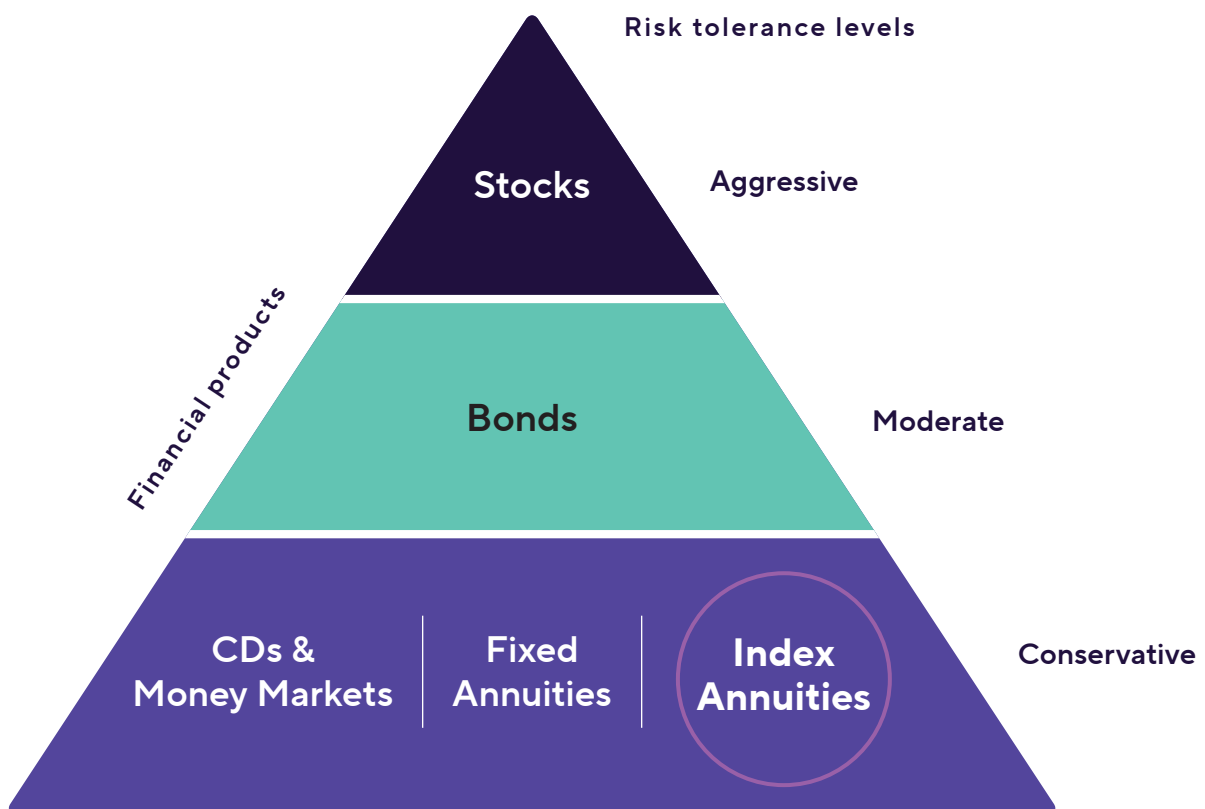 Risk tolerance levels
Stocks
Aggressive
Financial products
Bonds
Moderate
CDs &
Money Markets
Fixed
Annuities
Index
Annuities
Conservative